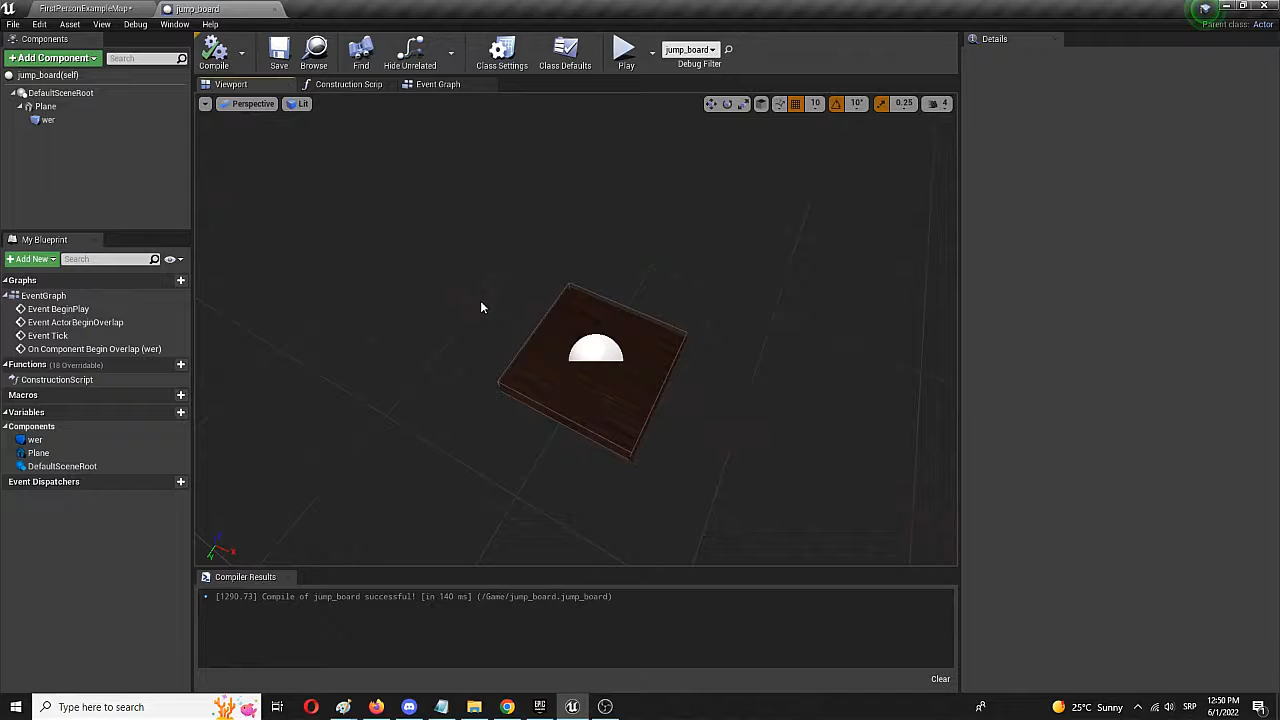 FirstPersonExampleMap*
jump_board
File Edit Asset View Debug Window Help
Parent class: Actor
Components
+Add Component
Search
jump_board(self)
DefaultSceneRoot
Plane
wer
Compile
Save
Browse
Find
Hide Unrelated
Class Settings
Class Defaults
Play
jump_board
Debug Filter
Details
Viewport
Construction Scrip
Event Graph
Perspective
Lit
10
10°
0.25
4
My Blueprint
+Add New
Search
Graphs
EventGraph
Event BeginPlay
Event ActorBeginOverlap
Event Tick
On Component Begin Overlap (wer)
Functions (18 Overridable)
ConstructionScript
Macros
Variables
Components
wer
Plane
DefaultSceneRoot
Event Dispatchers
Z
X
Y
Compiler Results
[1290.73] Compile of jump_board successful! [in 140 ms] (/Game/jump_board.jump_board)
Clear
Type here to search
EPIC
25°C Sunny
SRP
12:50 PM
6/1/2022